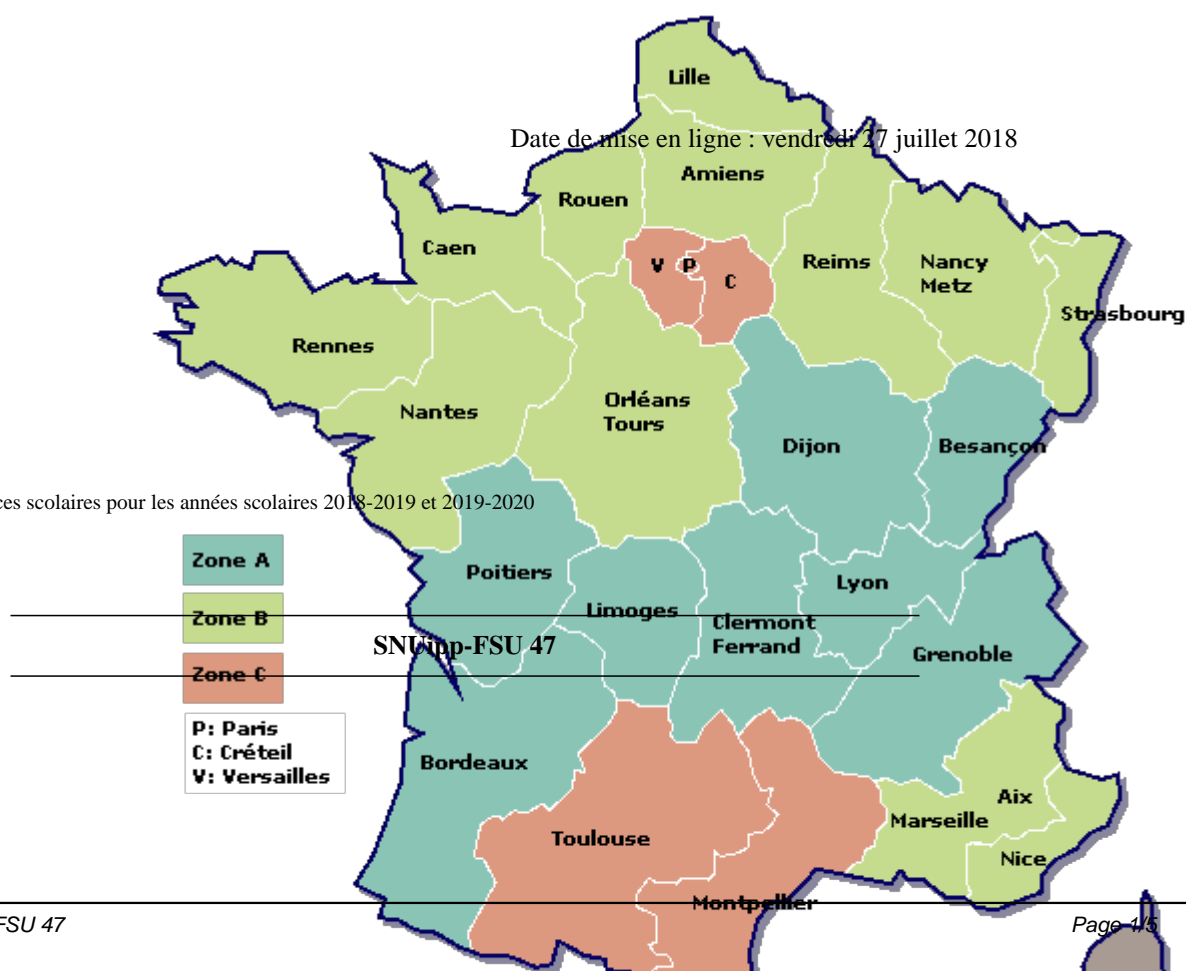 Lille
Date de mise en ligne : vendredi 27 juillet 2018
Amiens
Rouen
Caen
V
P
C
Reims
Nancy
Metz
Strasbourg
Rennes
Nantes
Orléans
Tours
Dijon
Besançon
ces scolaires pour les années scolaires 2018-2019 et 2019-2020
Zone A
Poitiers
Lyon
Zone B
Limoges
Clermont
Ferrand
SNUipp-FSU 47
Grenoble
Zone C
P: Paris
C: Créteil
V: Versailles
Bordeaux
Aix
Marseille
Toulouse
Nice
Montpellier
FSU 47
Page 1/5